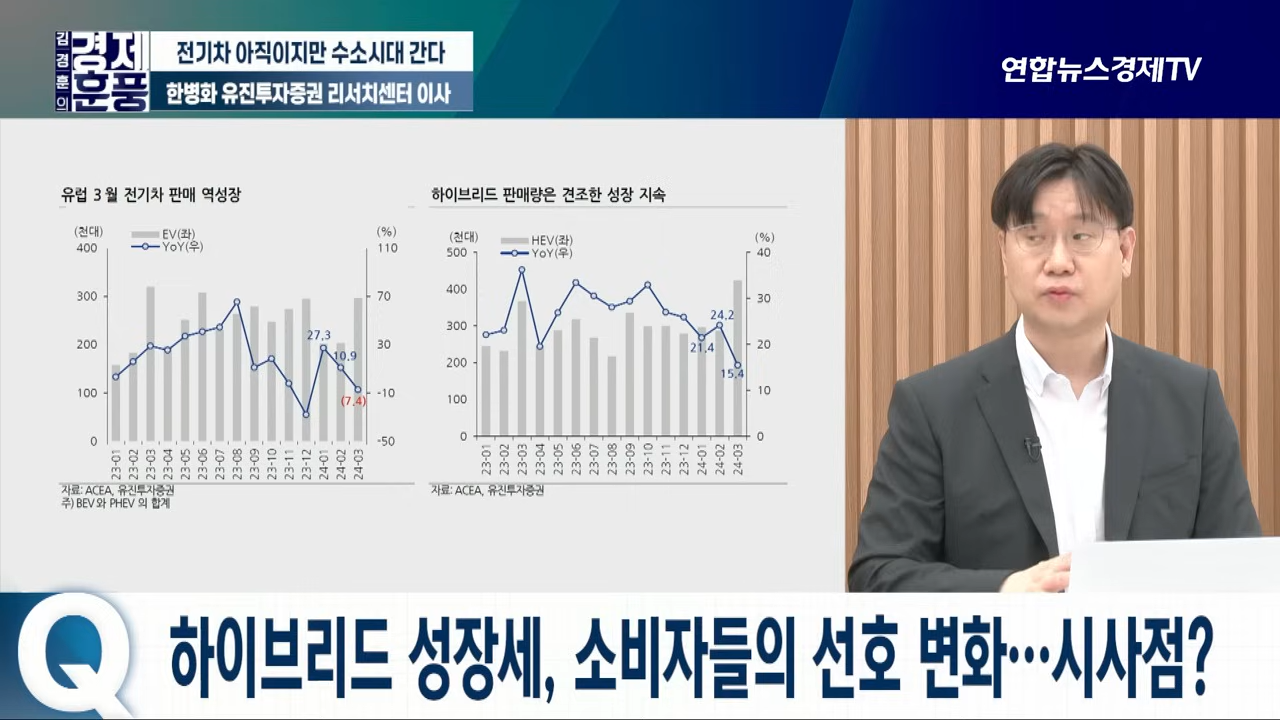 김경훈의
경제
훈풍
전기차 아직이지만 수소시대 간다
한병화 유진투자증권 리서치센터 이사
연합뉴스경제TV
유럽 3월 전기차 판매 역성장
(천대) (%)
EV(좌)
YoY(우)
400 110
300 70
200 30
100 -10
0 -50
27.3
10.9
(7.4)
23-01 23-02 23-03 23-04 23-05 23-06 23-07 23-08 23-09 23-10 23-11 23-12 24-01 24-02 24-03
자료: ACEA, 유진투자증권
주) BEV와 PHEV 의 합계
하이브리드 판매량은 견조한 성장 지속
(천대) (%)
HEV(좌)
YoY(우)
500 40
400 30
300 20
200 10
100 0
0
24.2
21.4
15.4
23-01 23-02 23-03 23-04 23-05 23-06 23-07 23-08 23-09 23-10 23-11 23-12 24-01 24-02 24-03
자료: ACEA, 유진투자증권
Q
하이브리드 성장세, 소비자들의 선호 변화…시사점?